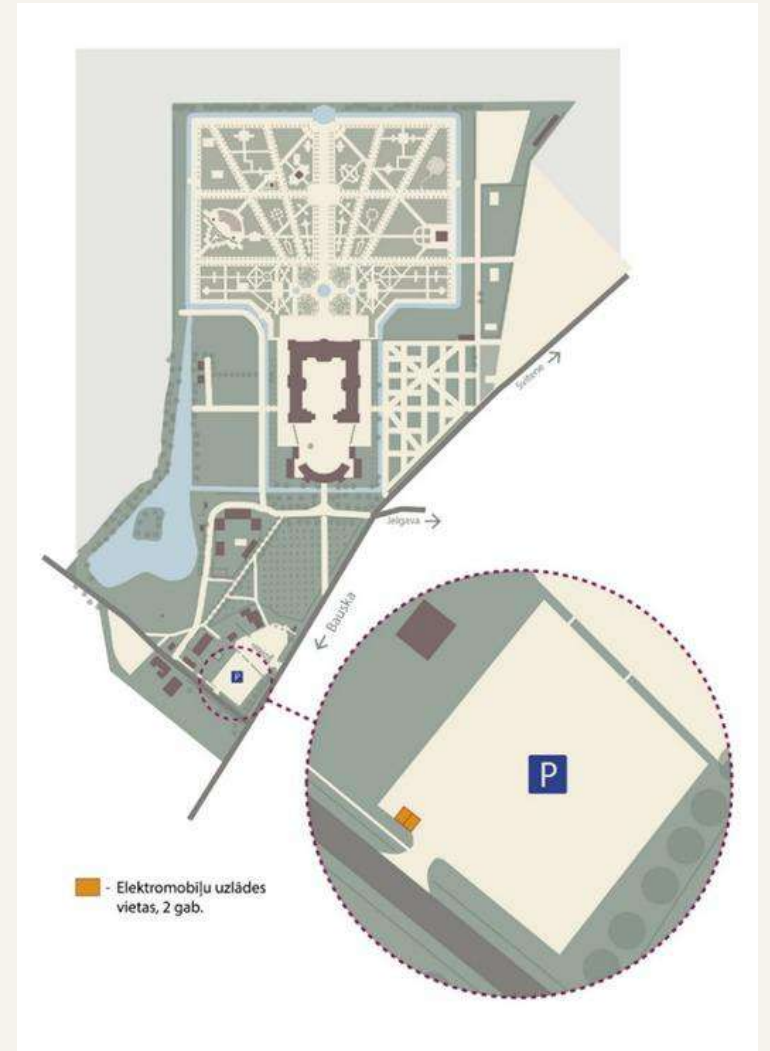 Svitene
Jelgava
Bauska
P
P
- Elektromobiļu uzlādes
vietas, 2 gab.